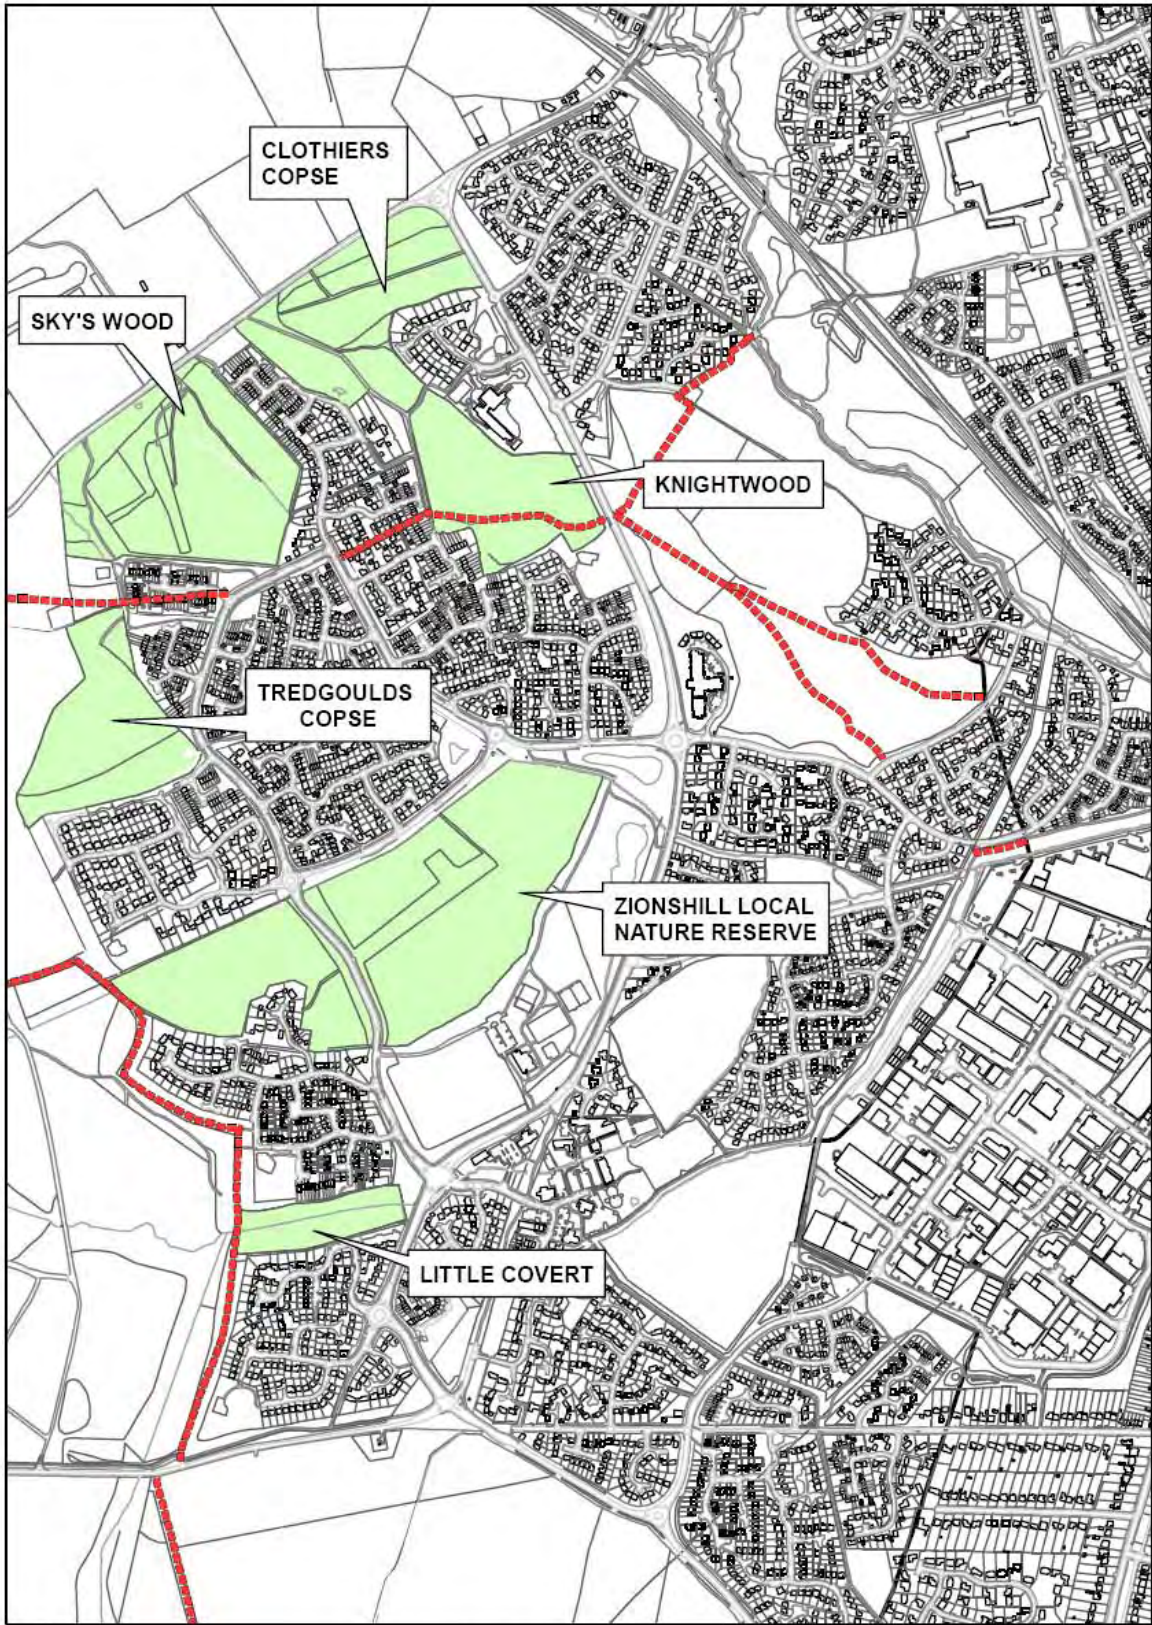 CLOTHIERS
COPSE
SKY'S WOOD
KNIGHTWOOD
TREDGOULDS
COPSE
ZIONSHILL LOCAL
NATURE RESERVE
LITTLE COVERT